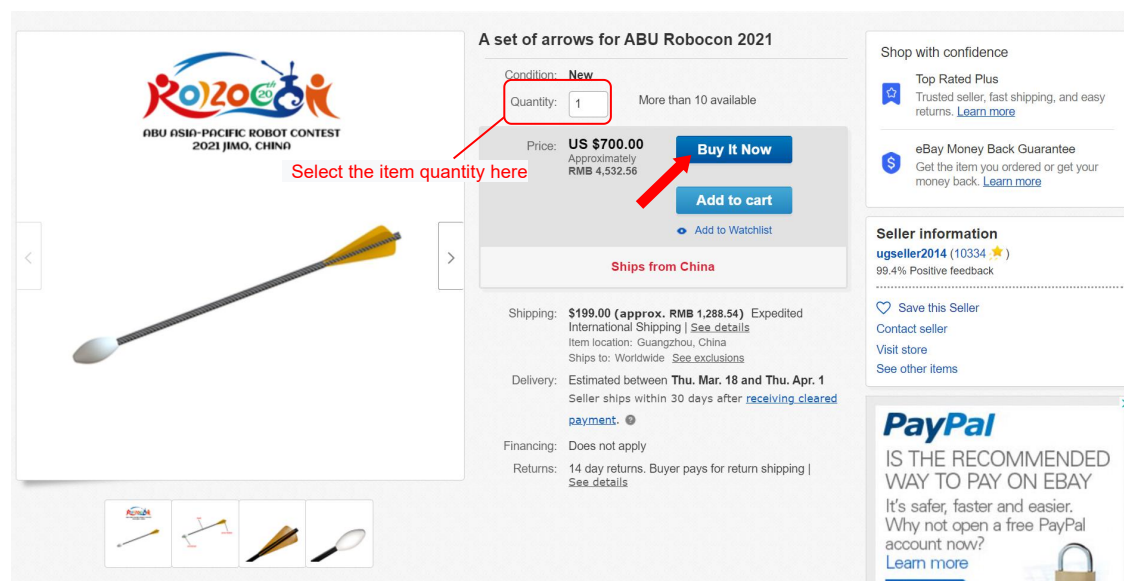 A set of arrows for ABU Robocon 2021
ROBOCON
20th
ABU ASIA-PACIFIC ROBOT CONTEST
2021 JIMO, CHINA
Condition: New
Quantity: 1 More than 10 available
Select the item quantity here
Price: US $700.00
Approximately
RMB 4,532.56
Buy It Now
Add to cart
Add to Watchlist
Ships from China
Shipping: $199.00 (approx. RMB 1,288.54) Expedited
International Shipping | See details
Item location: Guangzhou, China
Ships to: Worldwide See exclusions
Delivery: Estimated between Thu. Mar. 18 and Thu. Apr. 1
Seller ships within 30 days after receiving cleared
payment. ?
Financing: Does not apply
Returns: 14 day returns. Buyer pays for return shipping |
See details
Shop with confidence
Top Rated Plus
Trusted seller, fast shipping, and easy
returns. Learn more
eBay Money Back Guarantee
Get the item you ordered or get your
money back. Learn more
Seller information
ugseller2014 (10334 )
99.4% Positive feedback
Save this Seller
Contact seller
Visit store
See other items
PayPal
IS THE RECOMMENDED
WAY TO PAY ON EBAY
It's safer, faster and easier.
Why not open a free PayPal
account now?
Learn more